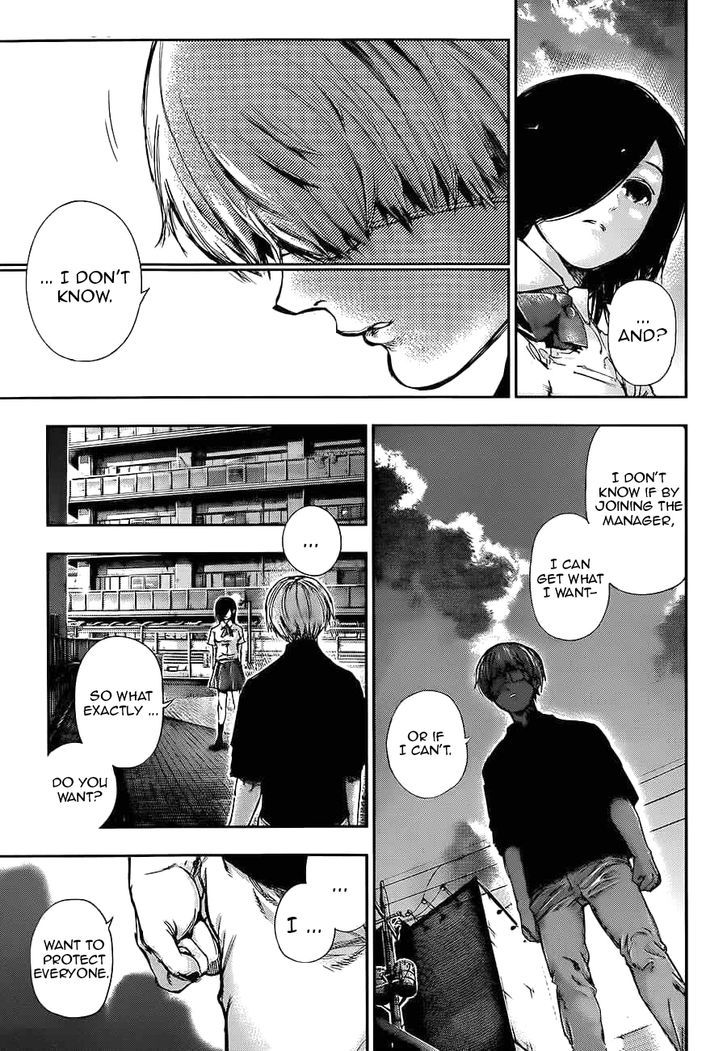 ...
AND?
... I DON'T
KNOW.
I DON'T
KNOW IF BY
JOINING THE
MANAGER,
I CAN
GET WHAT
I WANT-
OR IF
I CAN'T.
...
SO WHAT
EXACTLY ...
DO YOU
WANT?
...
I ...
WANT TO
PROTECT
EVERYONE.